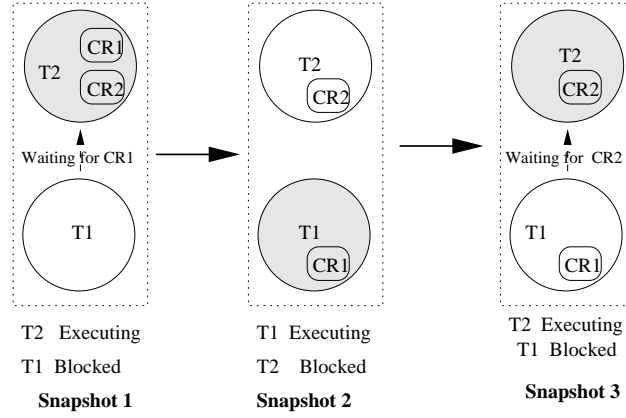 T2
CR1
CR2
Waiting for CR1
T1
T2 Executing
T1 Blocked
Snapshot 1
T2
CR2
T1
CR1
T1 Executing
T2 Blocked
Snapshot 2
T2
CR2
Waiting for CR2
T1
CR1
T2 Executing
T1 Blocked
Snapshot 3